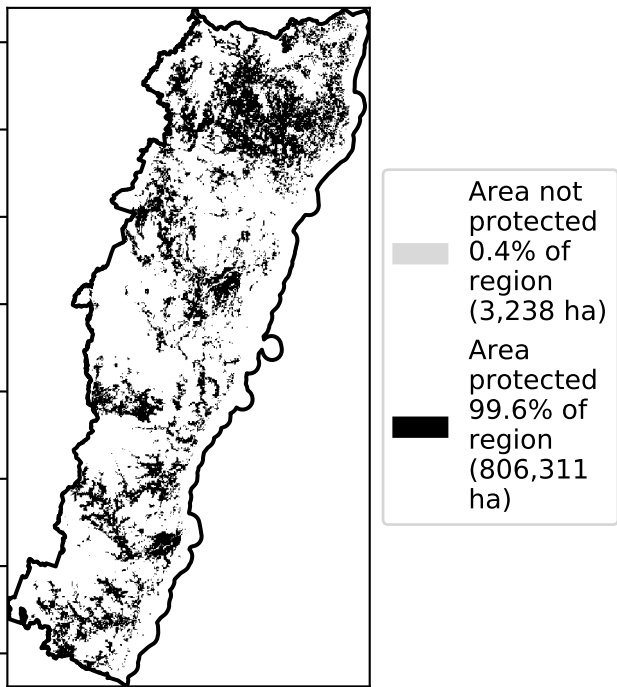 Area not
protected
0.4% of
region
(3,238 ha)
Area
protected
99.6% of
region
(806,311
ha)